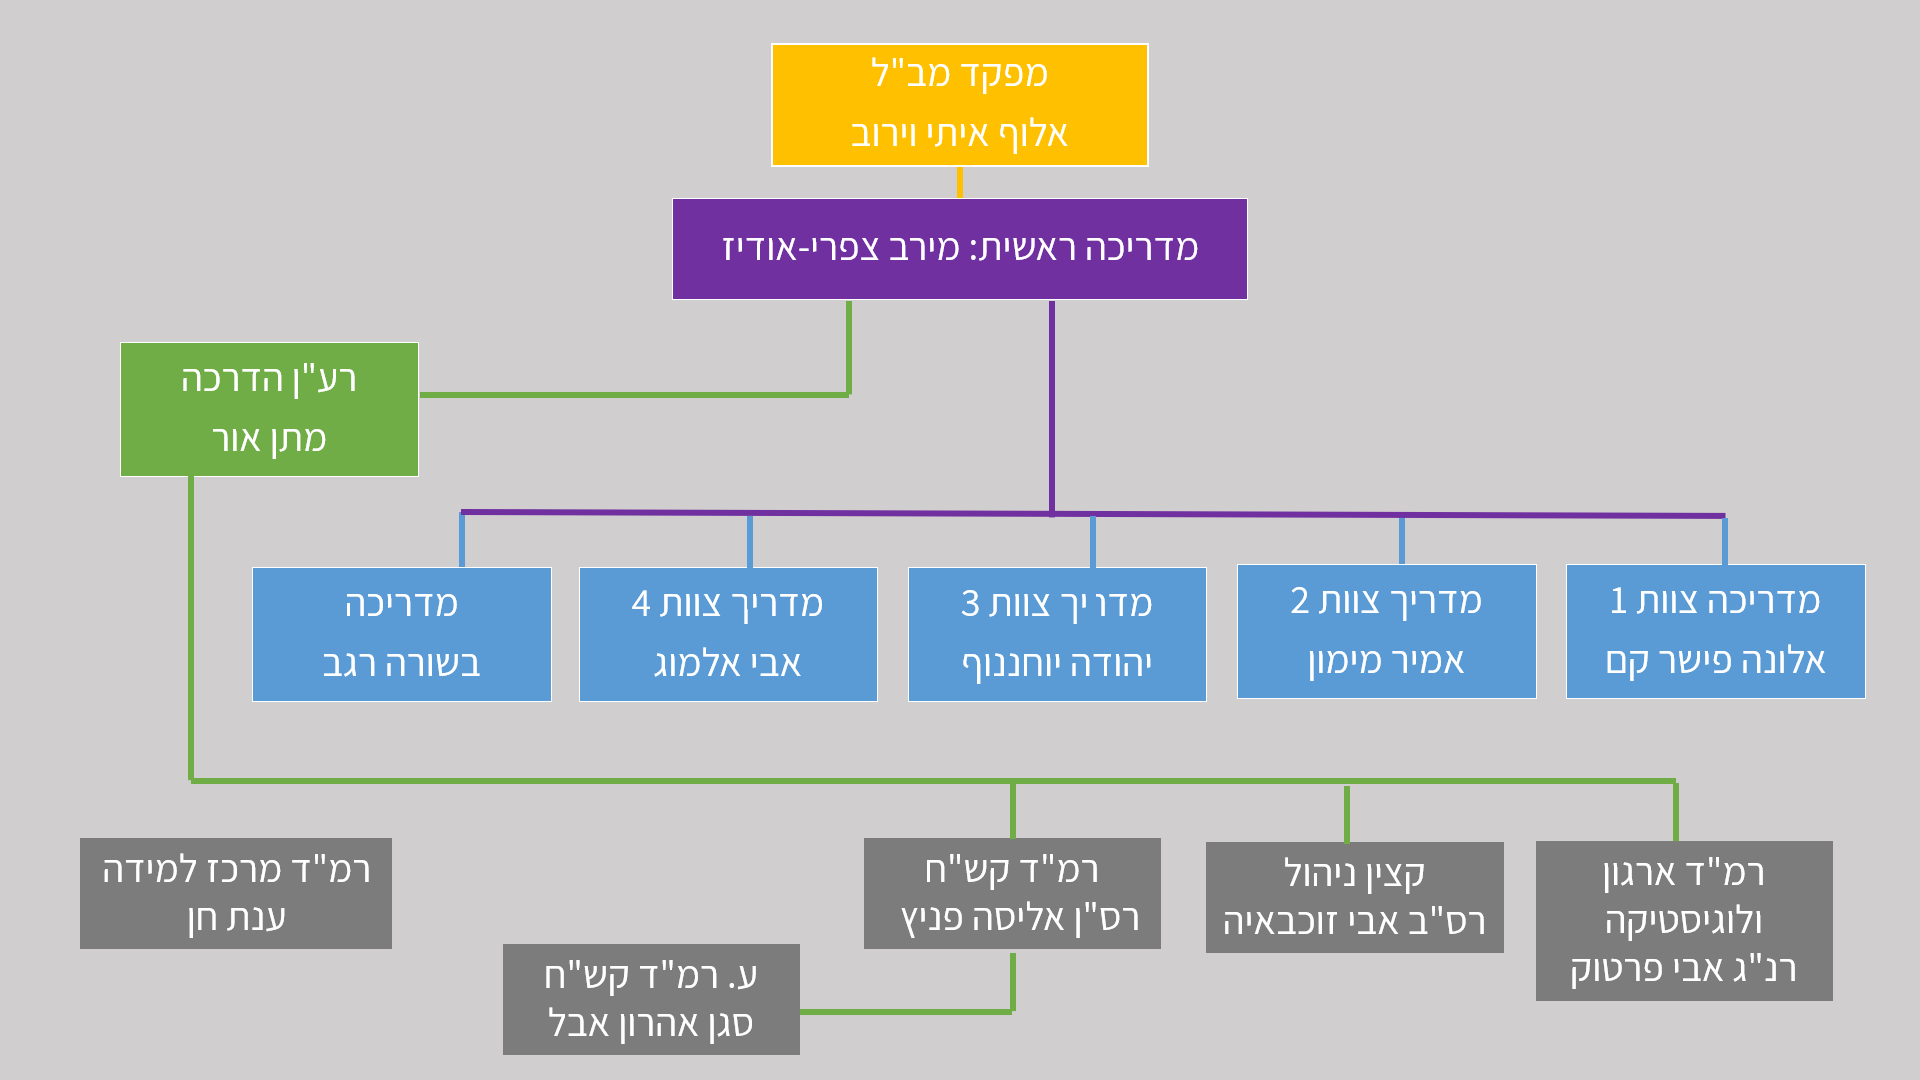 מפקד מב"ל
אלוף איתי וירוב
מדריכה ראשית: מירב צפרי-אודיז
רע"ן הדרכה
מתן אור
מדריכה צוות 1
אלונה פישר קם
מדריך צוות 2
אמיר מימון
מדריך צוות 3
יהודה יוחננוף
מדריך צוות 4
אבי אלמוג
מדריכה
בשורה רגב
רמ"ד ארגון
ולוגיסטיקה
רנ"ג אבי פרטוק
קצין ניהול
רס"ב אבי זוכבאיה
רמ"ד קש"ח
רס"ן אליסה פניץ
ע. רמ"ד קש"ח
סגן אהרון אבל
רמ"ד מרכז למידה
ענת חן